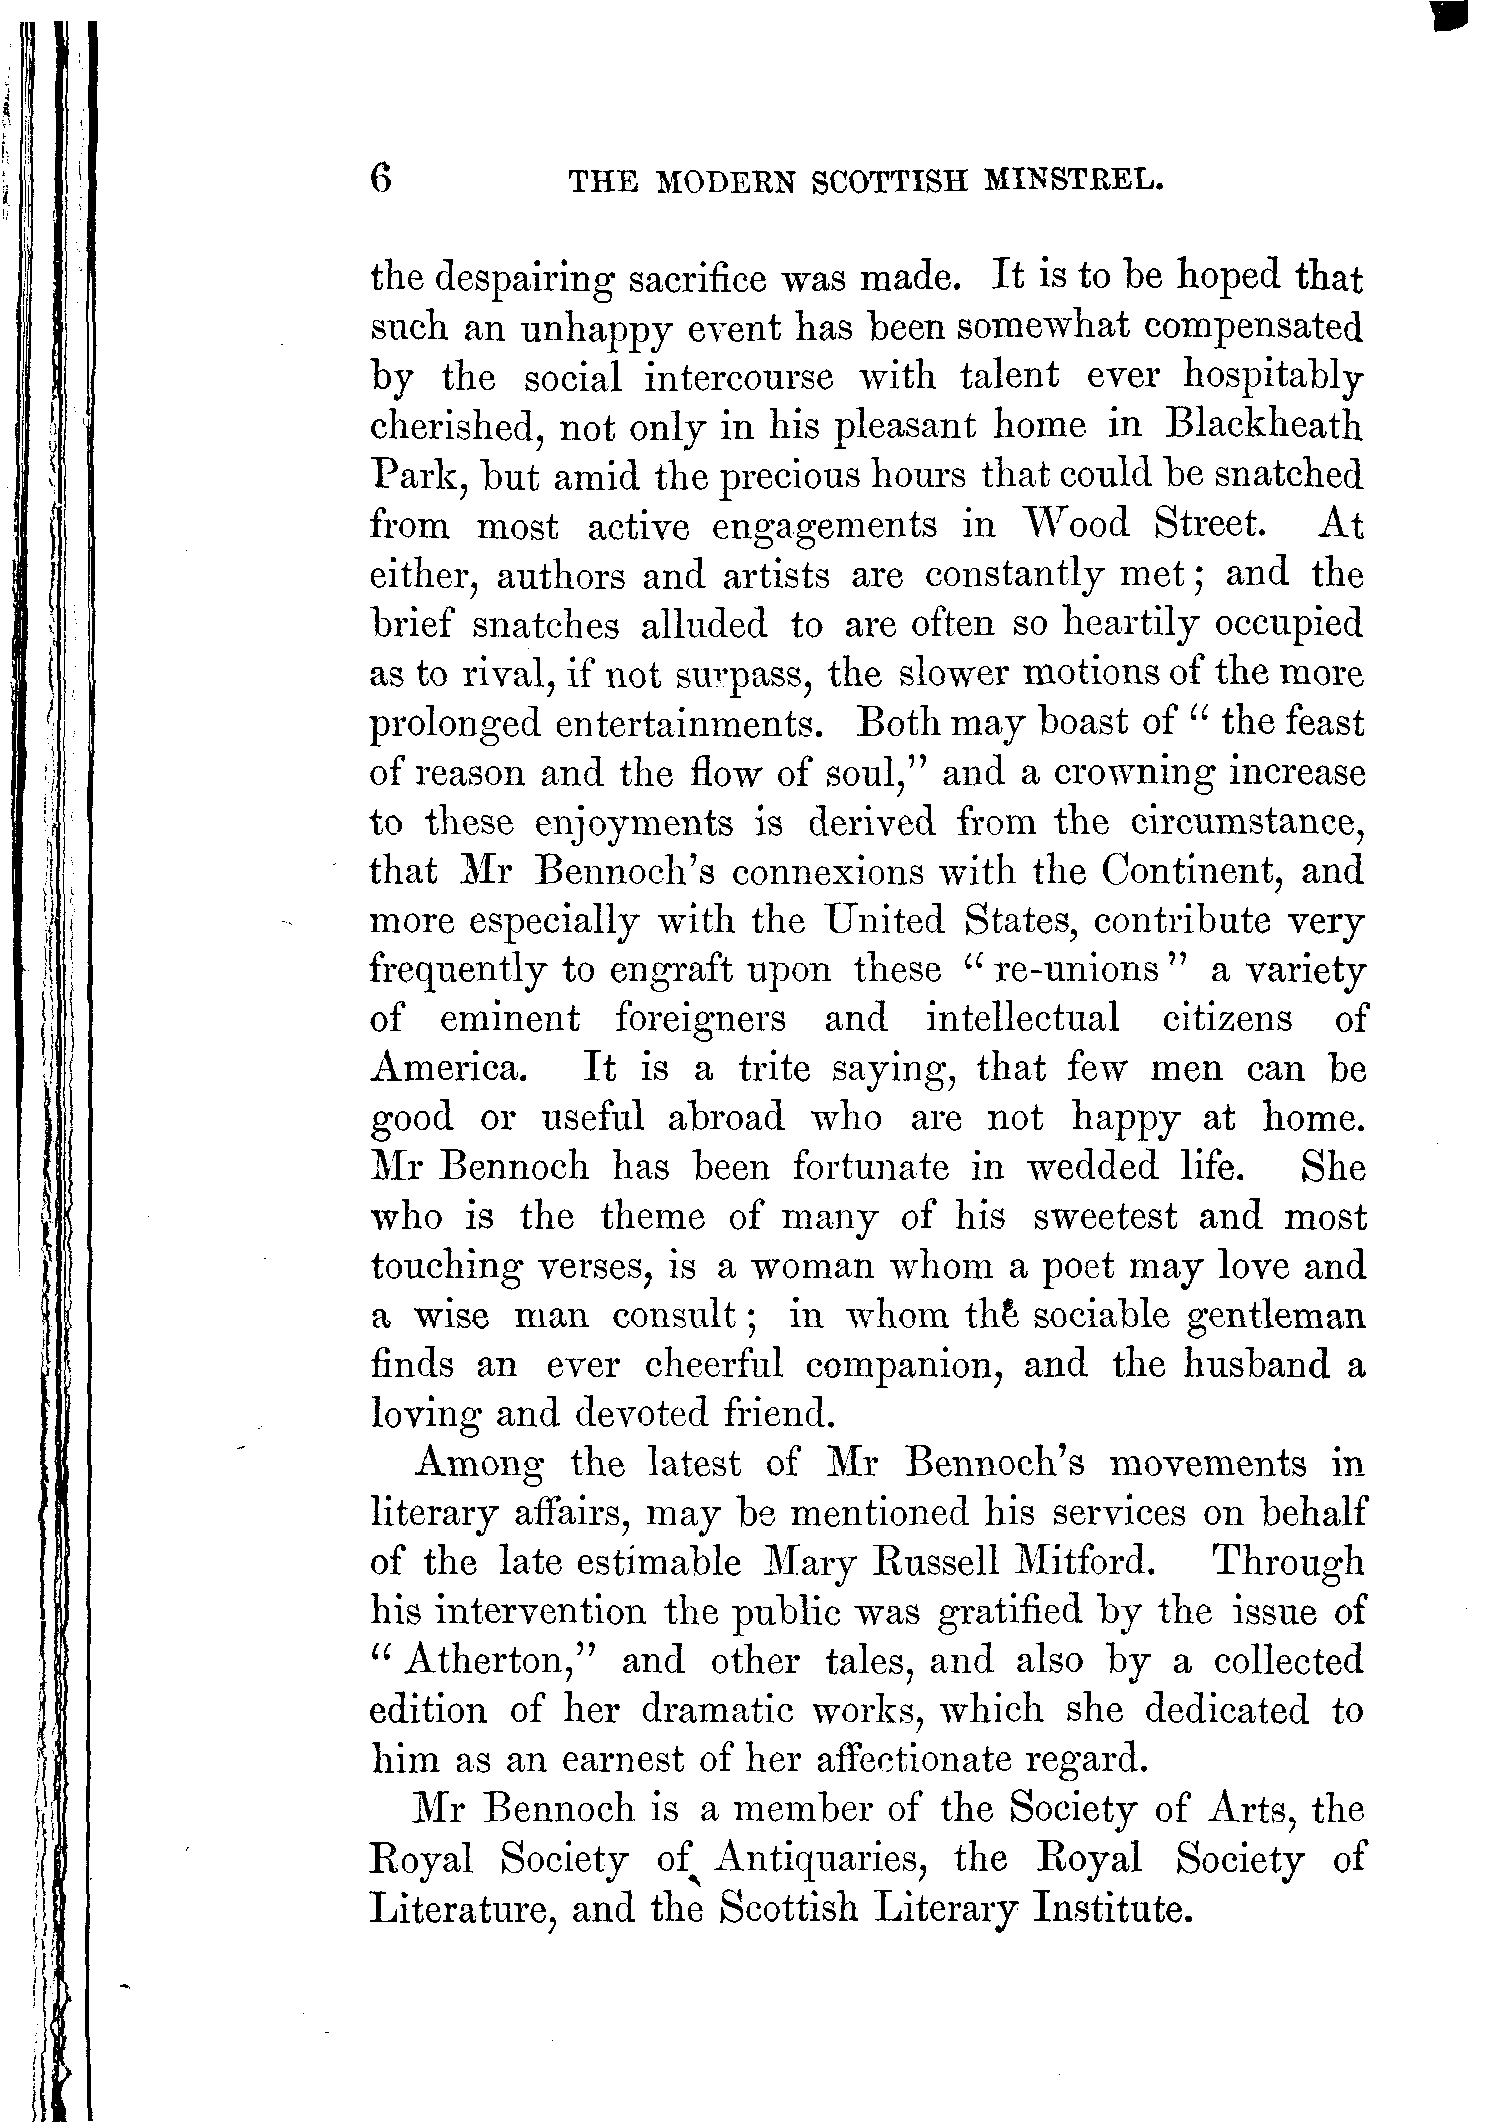 6 THE MODERN SCOTTISH MINSTREL.
the despairing sacrifice was made. It is to be hoped that
such an unhappy event has been somewhat compensated
by the social intercourse with talent ever hospitably
cherished, not only in his pleasant home in Blackheath
Park, but amid the precious hours that could be snatched
from most active engagements in Wood Street. At
either, authors and artists are constantly met; and the
brief snatches alluded to are often so heartily occupied
as to rival, if not surpass, the slower motions of the more
prolonged entertainments. Both may boast of " the feast
of reason and the flow of soul," and a crowning increase
to these enjoyments is derived from the circumstance,
that Mr Bennoch's connexions with the Continent, and
more especially with the United States, contribute very
frequently to engraft upon these " re-unions " a variety
of eminent foreigners and intellectual citizens of
America. It is a trite saying, that few men can be
good or useful abroad who are not happy at home.
Mr Bennoch has been fortunate in wedded life. She
who is the theme of many of his sweetest and most
touching verses, is a woman whom a poet may love and
a wise man consult; in whom the sociable gentleman
finds an ever cheerful companion, and the husband a
loving and devoted friend.
Among the latest of Mr Bennoch's movements in
literary affairs, may be mentioned his services on behalf
of the late estimable Mary Russell Mitford. Through
his intervention the public was gratified by the issue of
" Atherton," and other tales, and also by a collected
edition of her dramatic works, which she dedicated to
him as an earnest of her affectionate regard.
Mr Bennoch is a member of the Society of Arts, the
Royal Society of Antiquaries, the Royal Society of
Literature, and the Scottish Literary Institute.